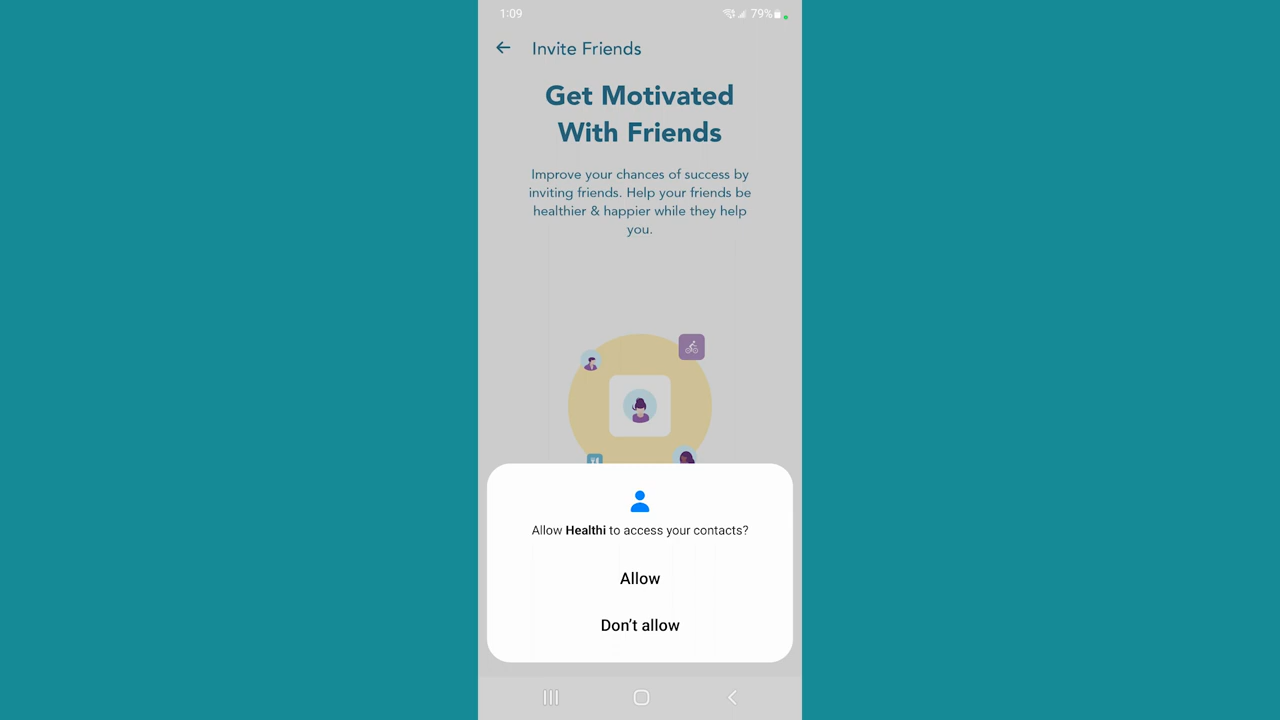 1:09
79%
Invite Friends
Get Motivated
With Friends
Improve your chances of success by
inviting friends. Help your friends be
healthier & happier while they help
you.
Allow Healthi to access your contacts?
Allow
Don't allow